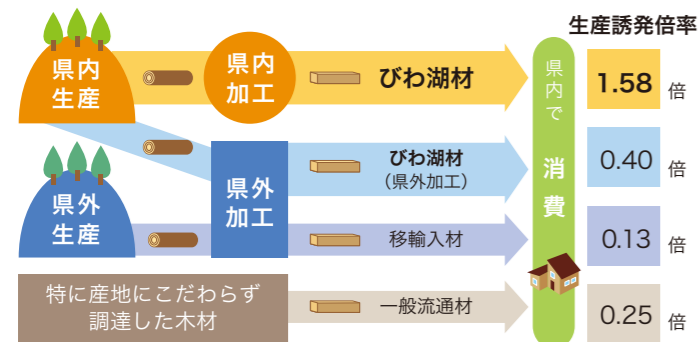 生産誘発倍率
県内
生産
県内
加工
びわ湖材
1.58 倍
びわ湖材
（県外加工）
0.40 倍
県外
生産
県外
加工
移輸入材
0.13 倍
特に産地にこだわらず
調達した木材
一般流通材
0.25 倍
県内で
消費